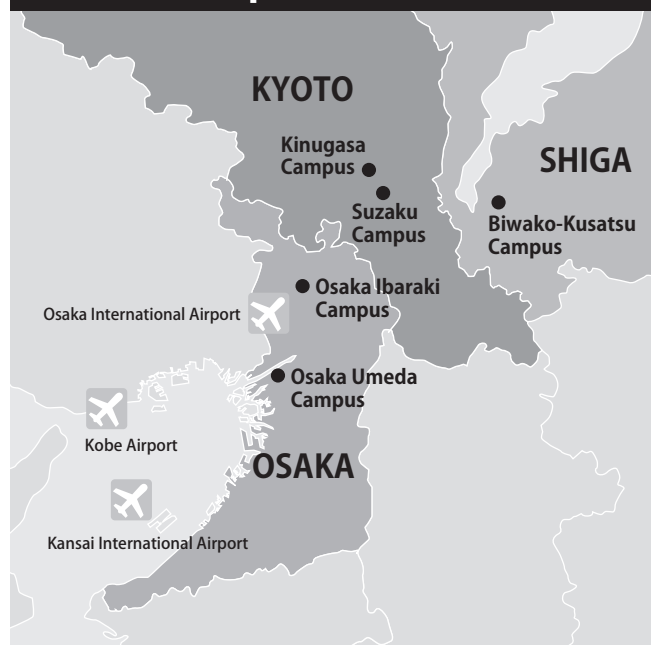 KYOTO
Kinugasa
Campus
SHIGA
Suzaku
Campus
Biwako-Kusatsu
Campus
Osaka Ibaraki
Campus
Osaka International Airport
Osaka Umeda
Campus
Kobe Airport
OSAKA
Kansai International Airport